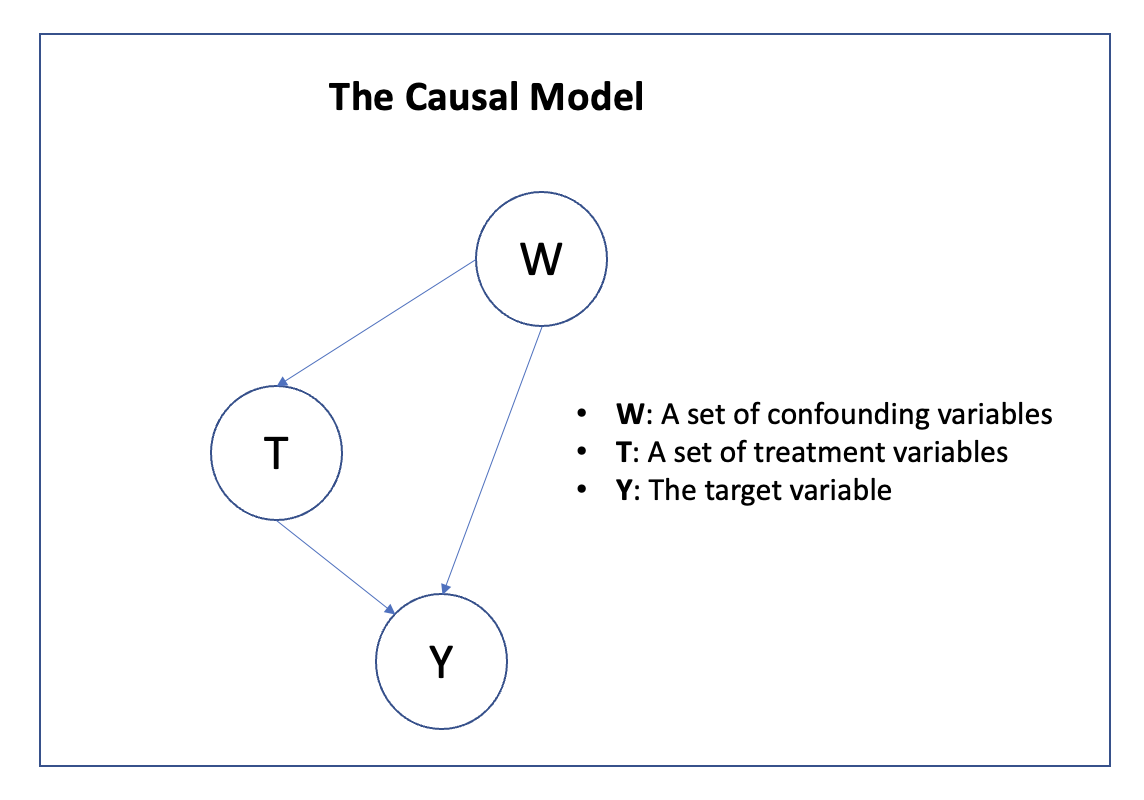 The Causal Model
W
T
• W: A set of confounding variables
• T: A set of treatment variables
• Y: The target variable
Y